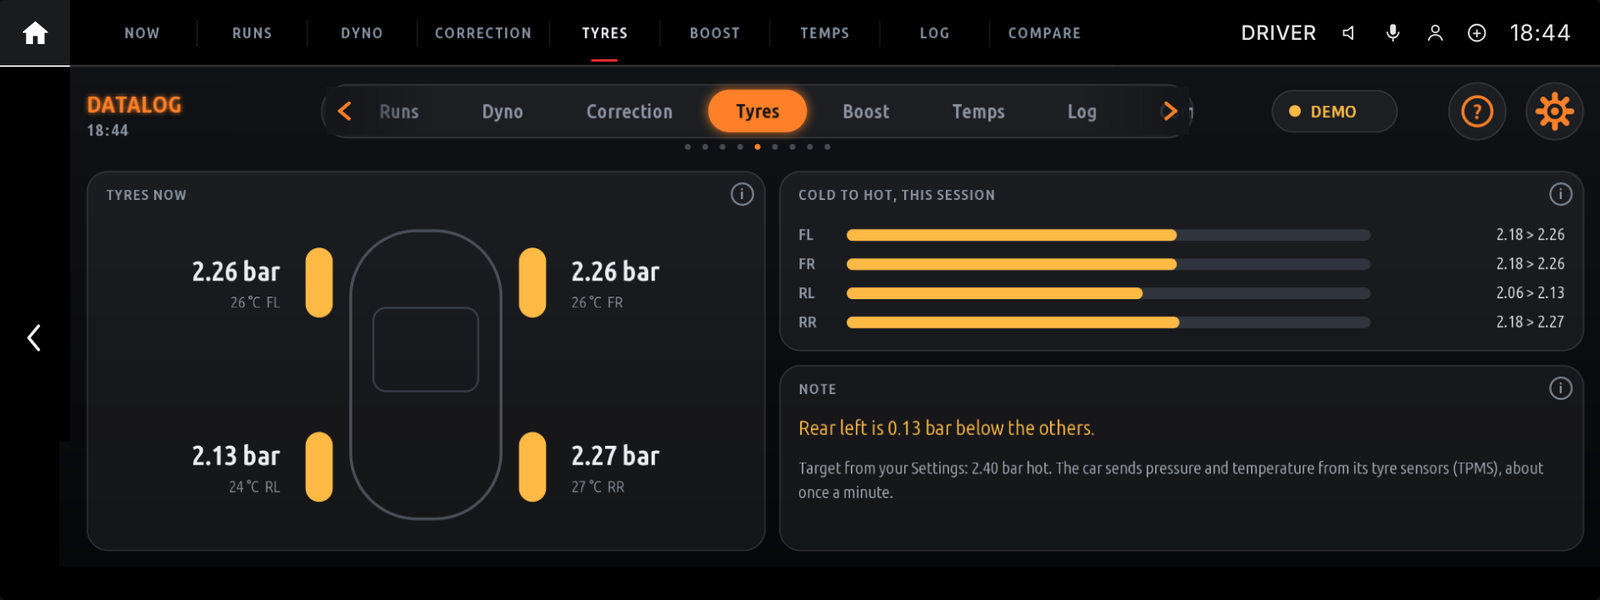 NOW RUNS DYNO CORRECTION TYRES BOOST TEMPS LOG COMPARE DRIVER 18:44
DATALOG
18:44
Runs Dyno Correction Tyres Boost Temps Log
DEMO
?
TYRES NOW
2.26 bar
26°C FL
2.26 bar
26°C FR
2.13 bar
24°C RL
2.27 bar
27°C RR
COLD TO HOT, THIS SESSION
FL 2.18 > 2.26
FR 2.18 > 2.26
RL 2.06 > 2.13
RR 2.18 > 2.27
NOTE
Rear left is 0.13 bar below the others.
Target from your Settings: 2.40 bar hot. The car sends pressure and temperature from its tyre sensors (TPMS), about
once a minute.